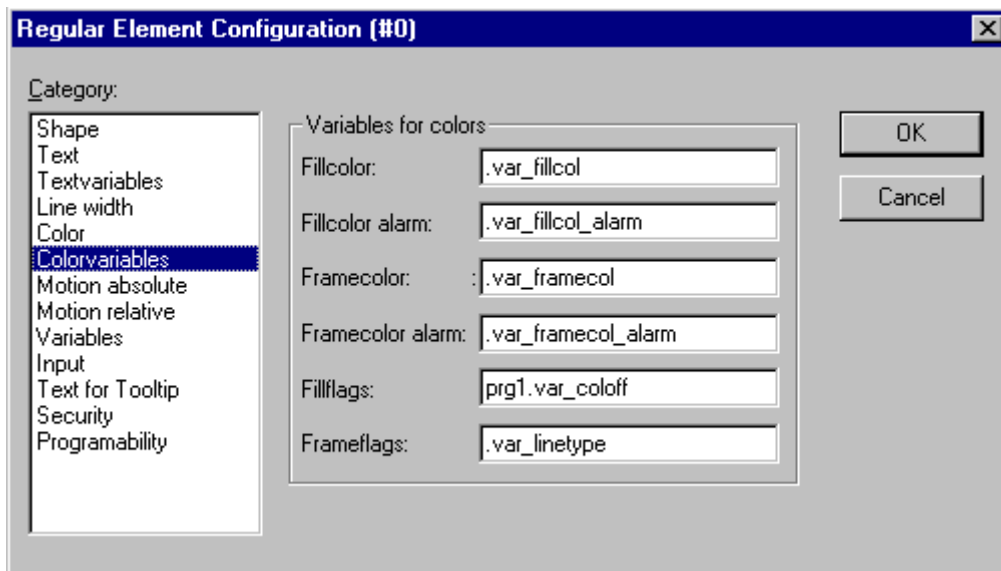 Regular Element Configuration (#0)
Category:
Shape
Text
Textvariables
Line width
Color
Colorvariables
Motion absolute
Motion relative
Variables
Input
Text for Tooltip
Security
Programability
Variables for colors
Fillcolor: .var_fillcol
Fillcolor alarm: .var_fillcol_alarm
Framecolor: : .var_framecol
Framecolor alarm: .var_framecol_alarm
Fillflags: prg1.var_coloff
Frameflags: .var_linetype
OK
Cancel